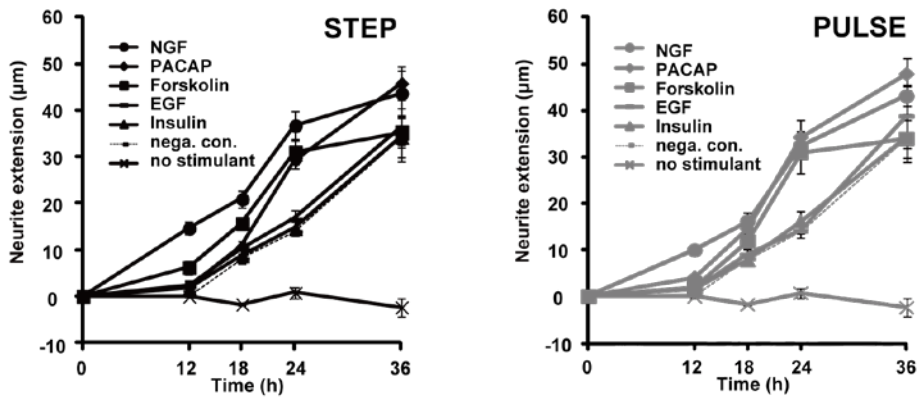 STEP
60
50
40
30
20
10
0
-10
Neurite extension (µm)
NGF
PACAP
Forskolin
EGF
Insulin
nega. con.
no stimulant
0 12 18 24 36
Time (h)
PULSE
60
50
40
30
20
10
0
-10
Neurite extension (µm)
NGF
PACAP
Forskolin
EGF
Insulin
nega. con.
no stimulant
0 12 18 24 36
Time (h)